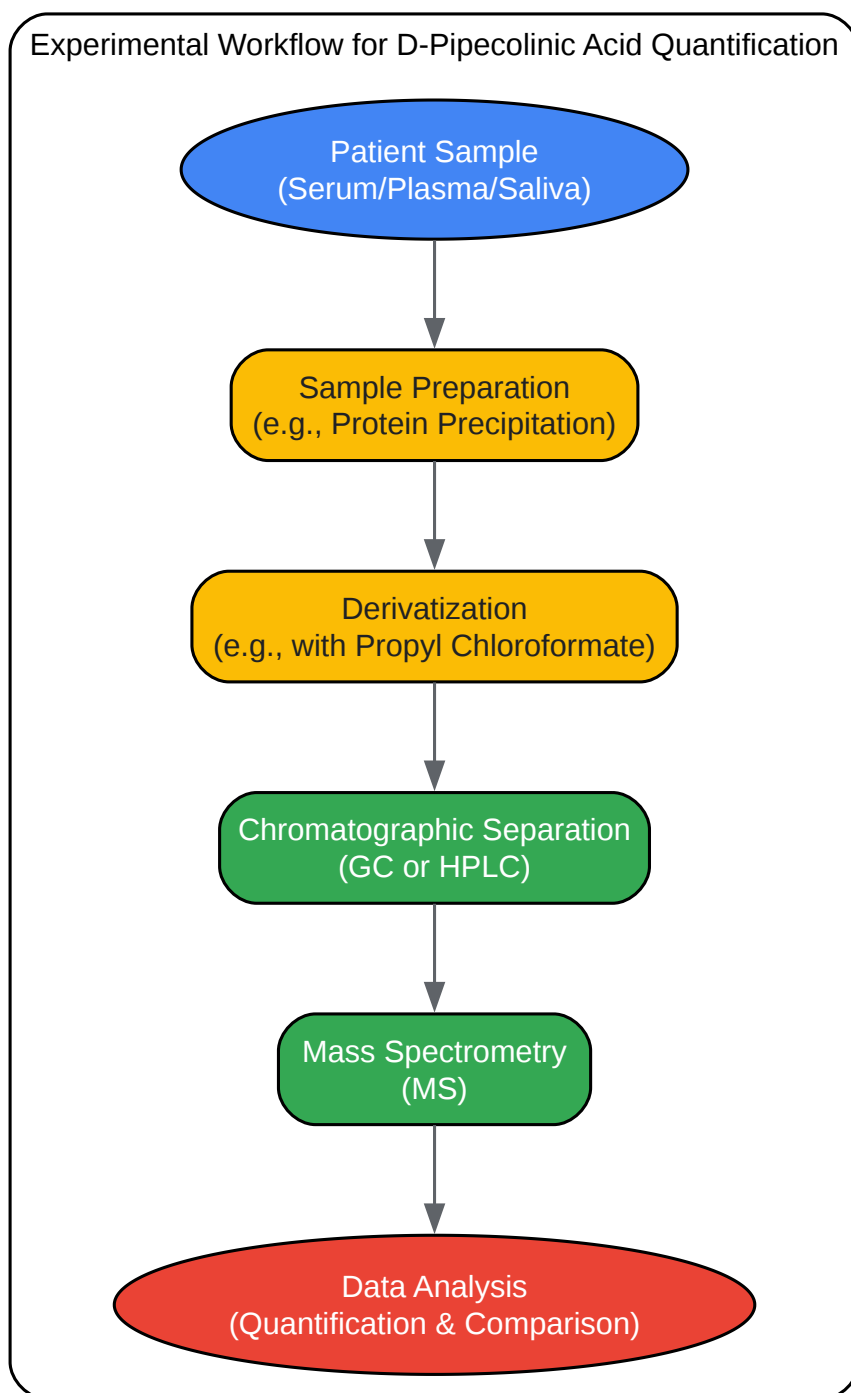 Experimental Workflow for D-Pipecolinic Acid Quantification
Patient Sample
(Serum/Plasma/Saliva)
Sample Preparation
(e.g., Protein Precipitation)
Derivatization
(e.g., with Propyl Chloroformate)
Chromatographic Separation
(GC or HPLC)
Mass Spectrometry
(MS)
Data Analysis
(Quantification & Comparison)